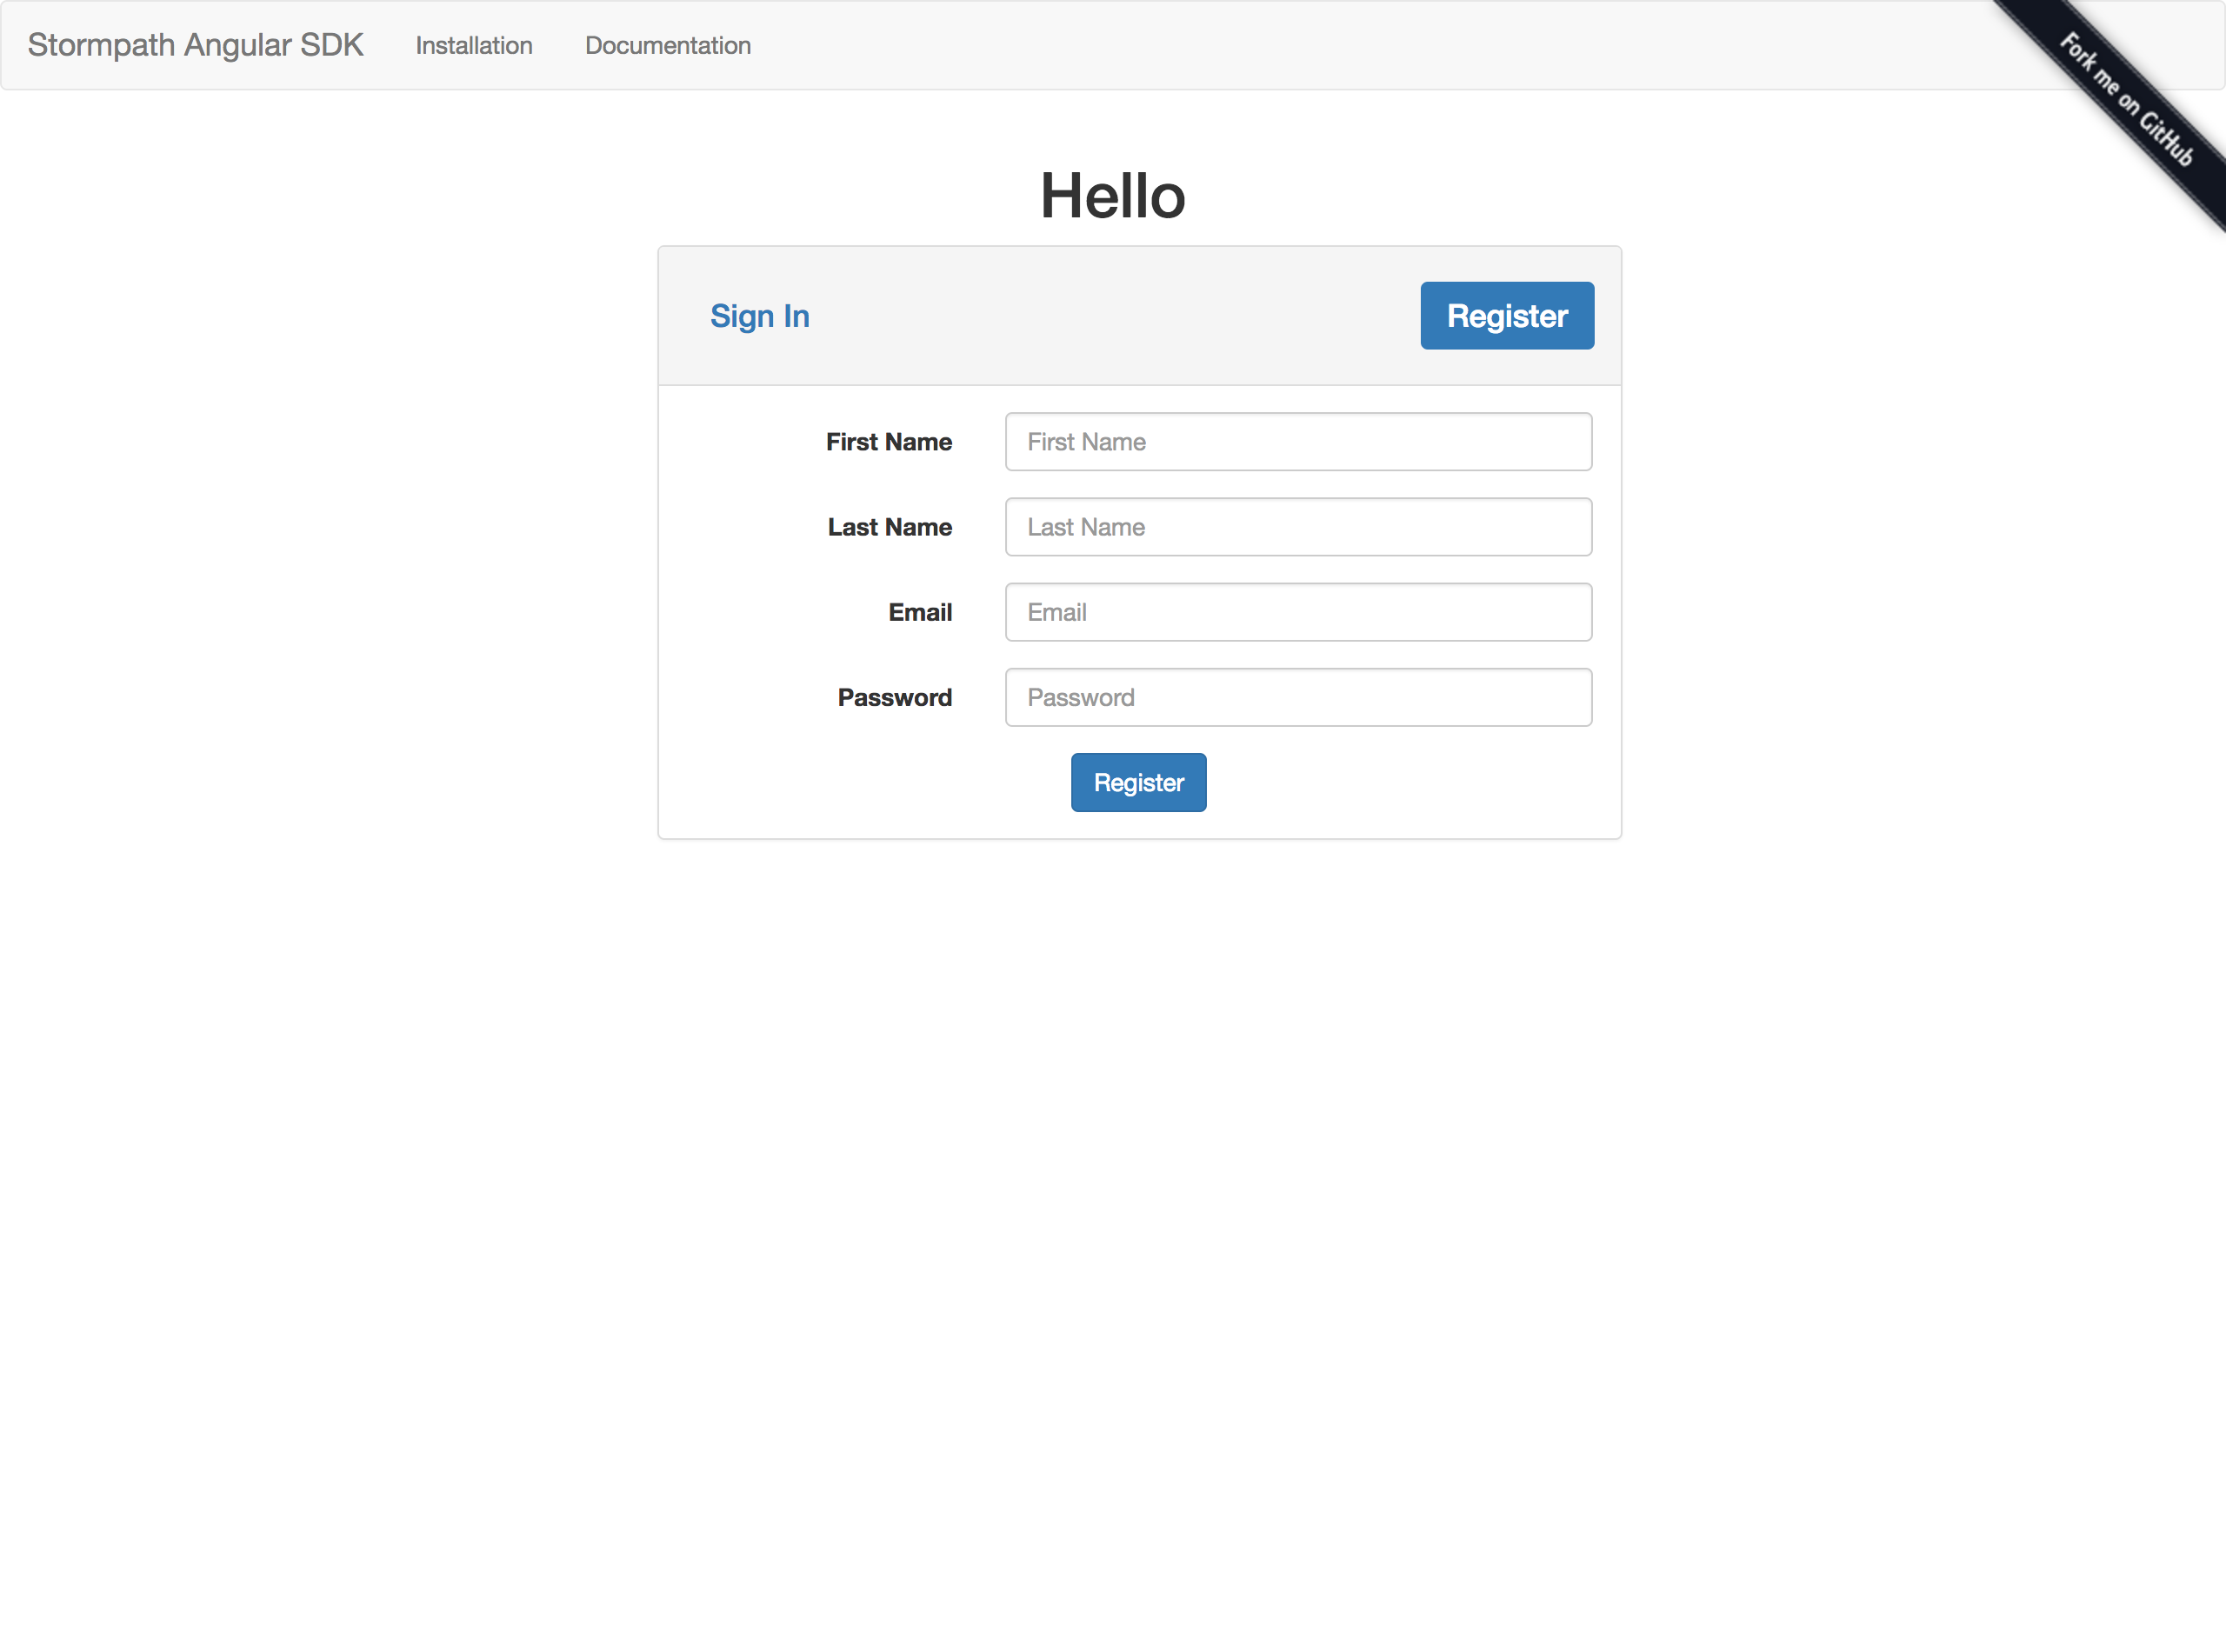 Stormpath Angular SDK Installation Documentation
Fork me on GitHub
Hello
Sign In Register
First Name First Name
Last Name Last Name
Email Email
Password Password
Register